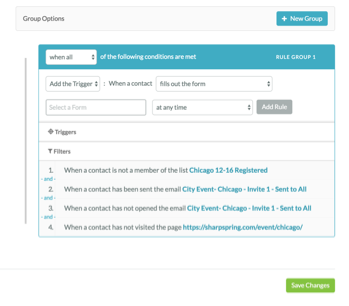 Group Options
+ New Group
when all of the following conditions are met RULE GROUP 1
Add the Trigger : When a contact fills out the form
Select a Form at any time Add Rule
Triggers
Filters
1. When a contact is not a member of the list Chicago 12-16 Registered
- and -
2. When a contact has been sent the email City Event- Chicago - Invite 1 - Sent to All
- and -
3. When a contact has not opened the email City Event- Chicago - Invite 1 - Sent to All
- and -
4. When a contact has not visited the page https://sharpspring.com/event/chicago/
Save Changes